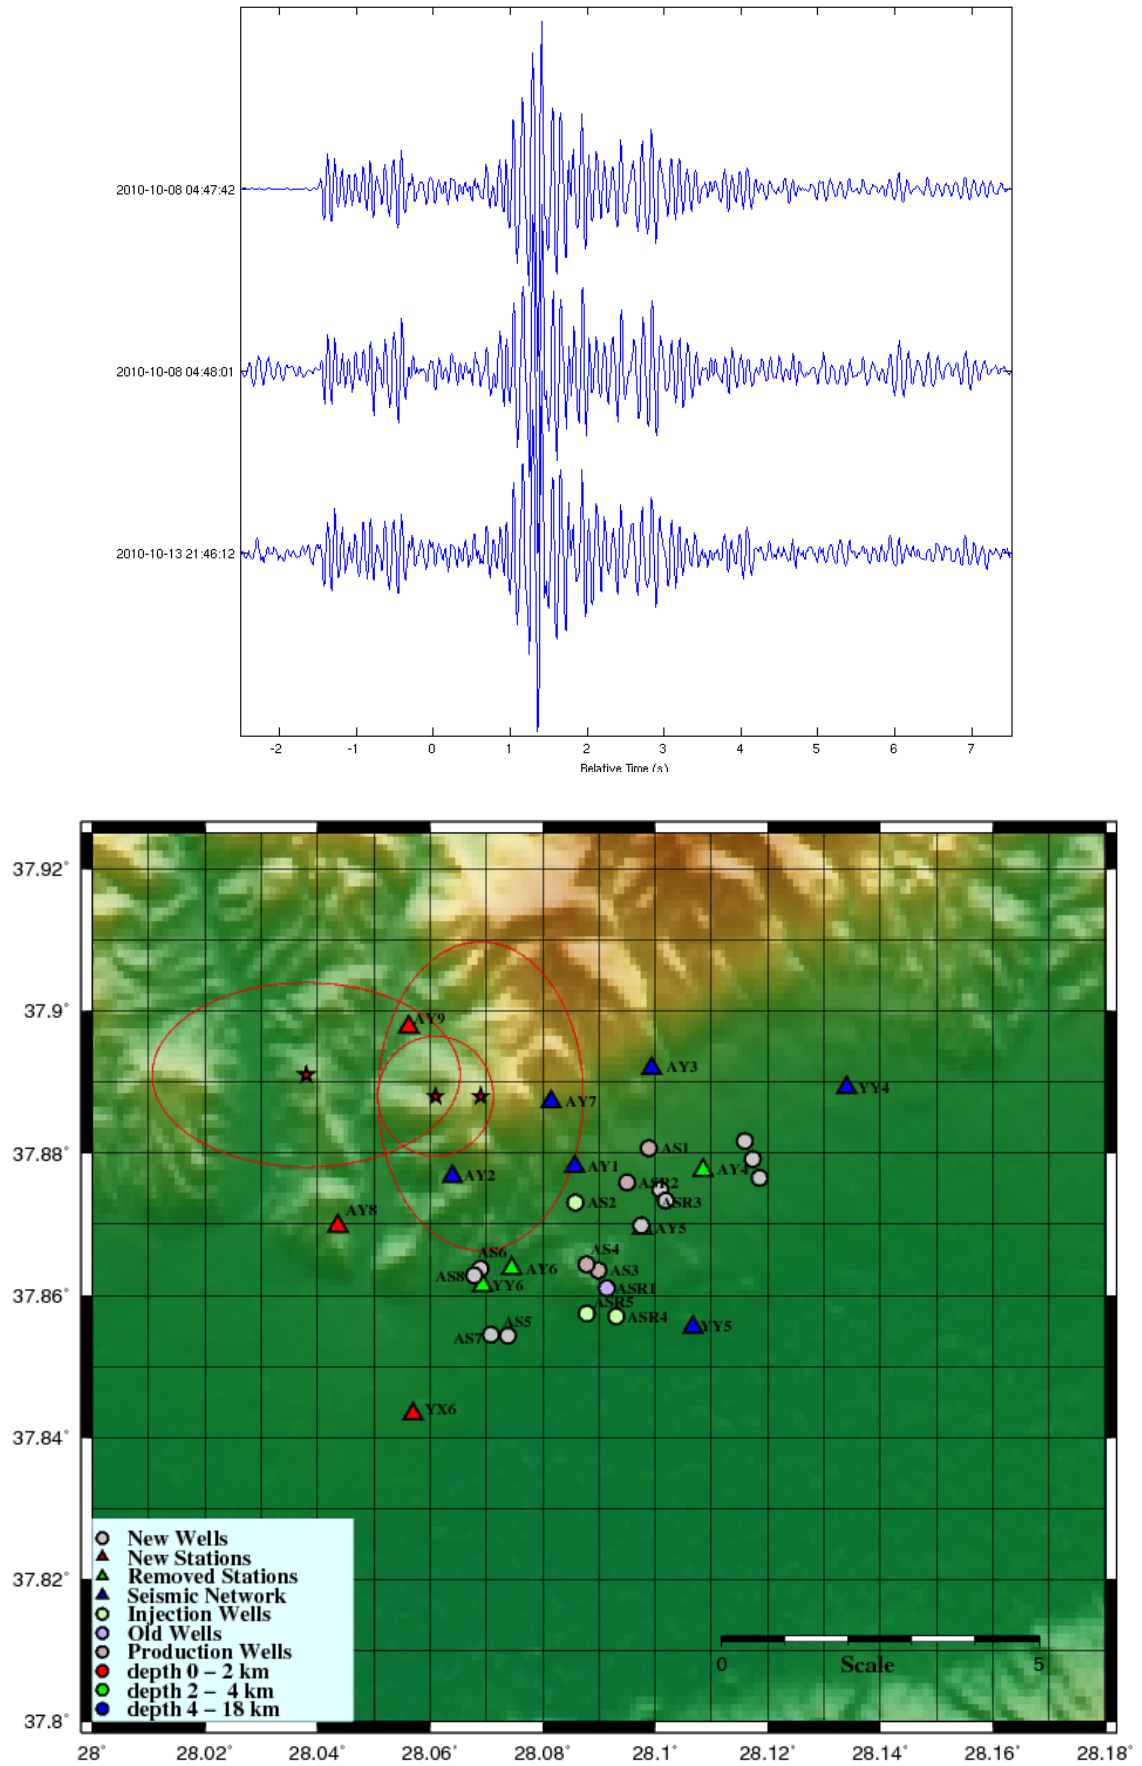 2010-10-08 04:47:42
2010-10-08 04:48:01
2010-10-13 21:46:12
-2 -1 0 1 2 3 4 5 6 7
Relative Time (s)
37.92°
37.9°
37.88°
37.86°
37.84°
37.82°
37.8°
AY9
AY3
YY4
AY7
AS1
AY1
AY4
AY2
ASR2
AS2
ASR3
AY8
AY5
AS6
AS4
AY6
AS3
AS8
YY6
ASR1
ASR5
AS5
ASR4
YY5
AS7
YX6
New Wells
New Stations
Removed Stations
Seismic Network
Injection Wells
Old Wells
Production Wells
depth 0 – 2 km
depth 2 – 4 km
depth 4 – 18 km
0 Scale 5
28° 28.02° 28.04° 28.06° 28.08° 28.1° 28.12° 28.14° 28.16° 28.18°